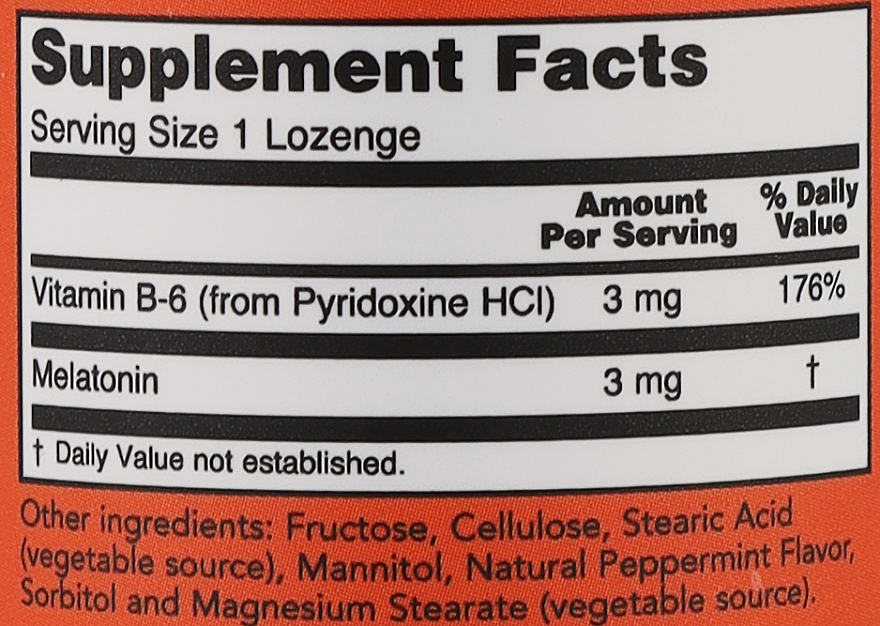 Supplement Facts
Serving Size 1 Lozenge
Amount Per Serving % Daily Value
Vitamin B-6 (from Pyridoxine HCl) 3 mg 176%
Melatonin 3 mg †
† Daily Value not established.
Other ingredients: Fructose, Cellulose, Stearic Acid
(vegetable source), Mannitol, Natural Peppermint Flavor,
Sorbitol and Magnesium Stearate (vegetable source).